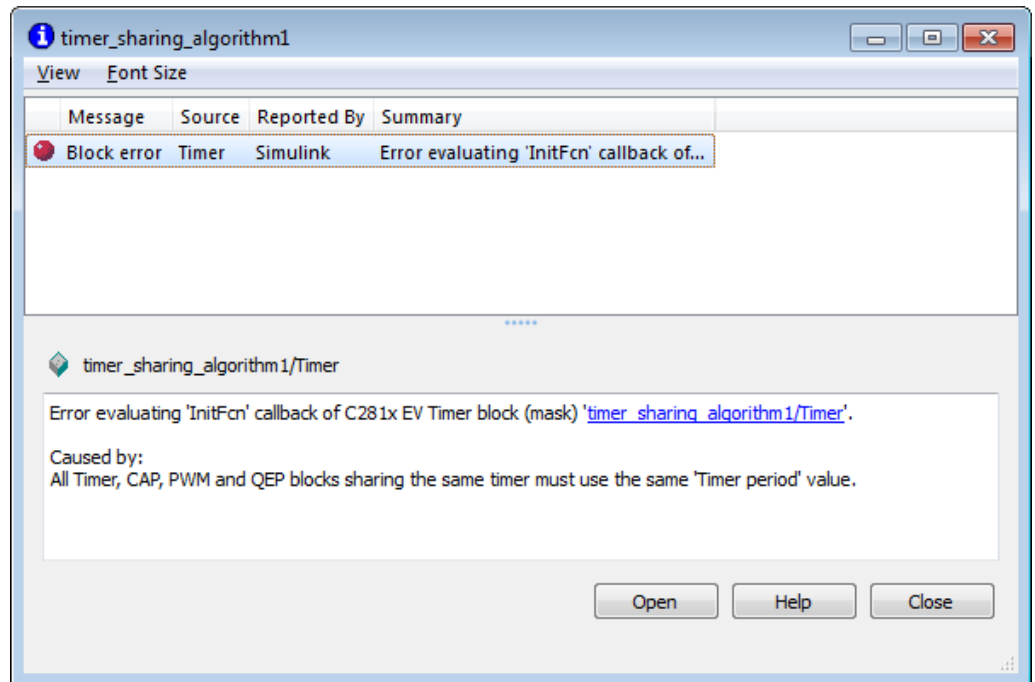 timer_sharing_algorithm1
View Font Size
Message Source Reported By Summary
Block error Timer Simulink Error evaluating 'InitFcn' callback of...
timer_sharing_algorithm1/Timer
Error evaluating 'InitFcn' callback of C281x EV Timer block (mask) 'timer_sharing_algorithm1/Timer'.
Caused by:
All Timer, CAP, PWM and QEP blocks sharing the same timer must use the same 'Timer period' value.
Open Help Close